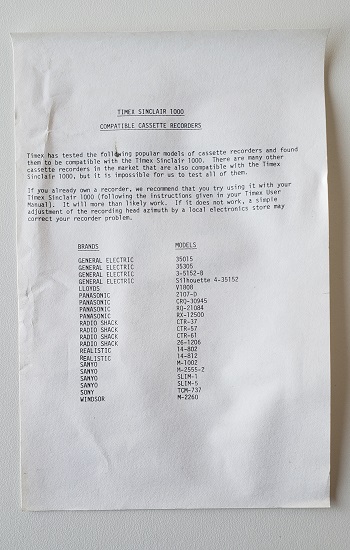 TIMEX SINCLAIR 1000
COMPATIBLE CASSETTE RECORDERS
Timex has tested the following popular models of cassette recorders and found
them to be compatible with the Timex Sinclair 1000. There are many other
cassette recorders in the market that are also compatible with the Timex
Sinclair 1000, but it is impossible for us to test all of them.
If you already own a recorder, we recommend that you try using it with your
Timex Sinclair 1000 (following the instructions given in your Timex User
Manual). It will more than likely work. If it does not work, a simple
adjustment of the recording head azimuth by a local electronics store may
correct your recorder problem.
BRANDS MODELS
GENERAL ELECTRIC 35015
GENERAL ELECTRIC 35305
GENERAL ELECTRIC 3-5152-B
GENERAL ELECTRIC Silhouette 4-35152
LLOYDS V180B
PANASONIC 2107-D
PANASONIC CRQ-30945
PANASONIC RQ-21084
PANASONIC RX-12500
RADIO SHACK CTR-37
RADIO SHACK CTR-57
RADIO SHACK CTR-61
RADIO SHACK 26-1206
REALISTIC 14-802
REALISTIC 14-812
SANYO M-1002
SANYO M-2555-2
SANYO SLIM-1
SANYO SLIM-5
SONY TCM-737
WINDSOR M-2260